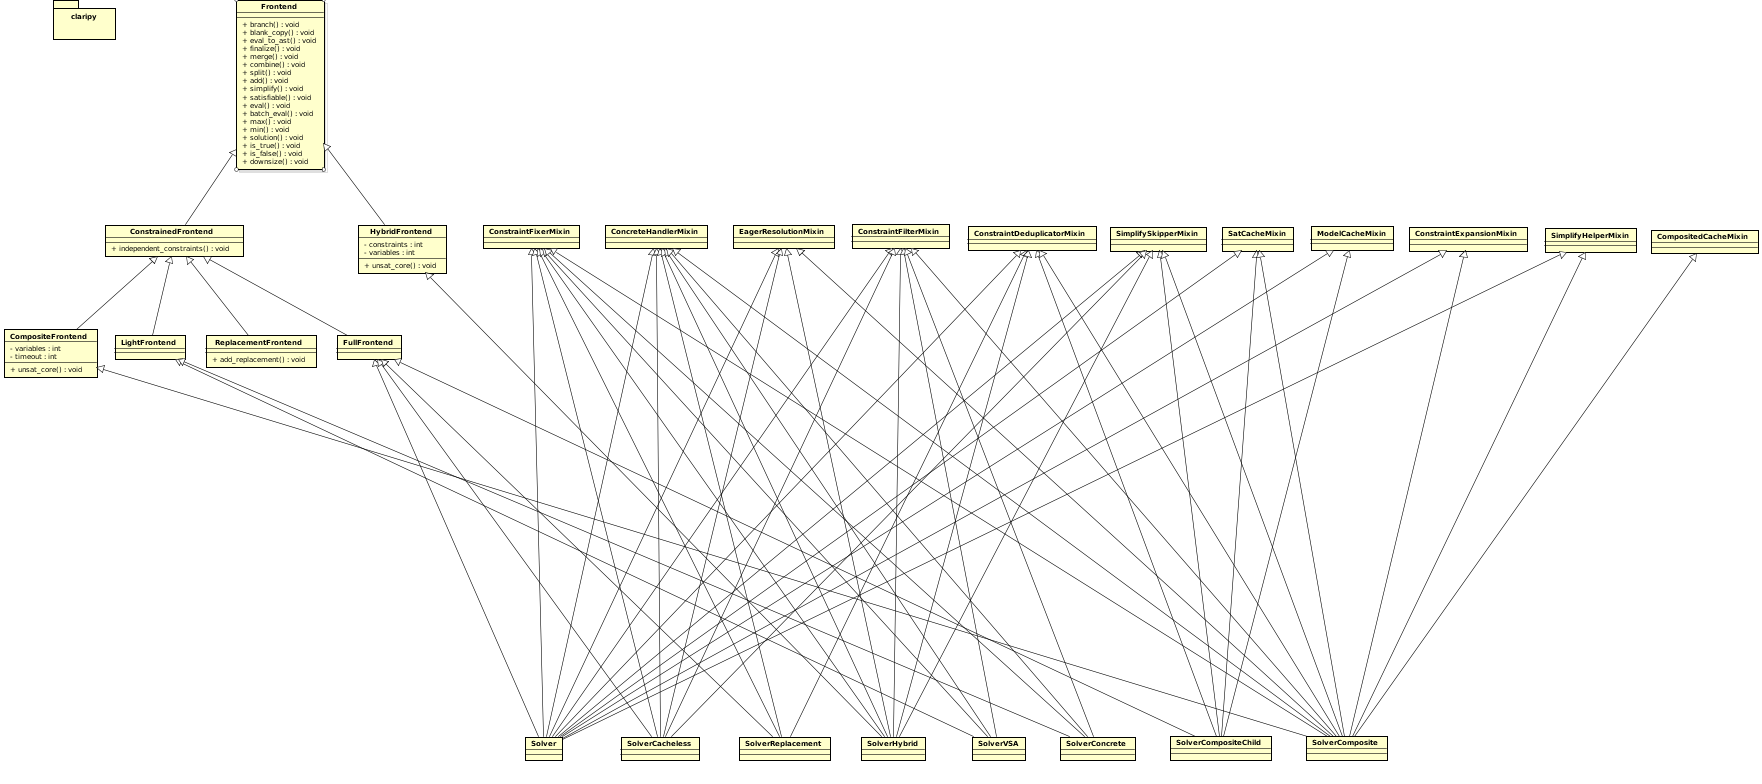 claripy
Frontend
+ branch() : void
+ blank_copy() : void
+ eval_to_ast() : void
+ finalize() : void
+ merge() : void
+ combine() : void
+ split() : void
+ add() : void
+ simplify() : void
+ satisfiable() : void
+ eval() : void
+ batch_eval() : void
+ max() : void
+ min() : void
+ solution() : void
+ is_true() : void
+ is_false() : void
+ downsize() : void
ConstrainedFrontend
+ independent_constraints() : void
HybridFrontend
- constraints : int
- variables : int
+ unsat_core() : void
ConstraintFixerMixin
ConcreteHandlerMixin
EagerResolutionMixin
ConstraintFilterMixin
ConstraintDeduplicatorMixin
SimplifySkipperMixin
SatCacheMixin
ModelCacheMixin
ConstraintExpansionMixin
SimplifyHelperMixin
CompositedCacheMixin
CompositeFrontend
- variables : int
- timeout : int
+ unsat_core() : void
LightFrontend
ReplacementFrontend
+ add_replacement() : void
FullFrontend
Solver
SolverCacheless
SolverReplacement
SolverHybrid
SolverVSA
SolverConcrete
SolverCompositeChild
SolverComposite